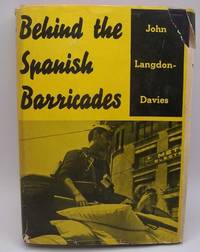 Behind the
Spanish
Barricades
John
Langdon-
Davies